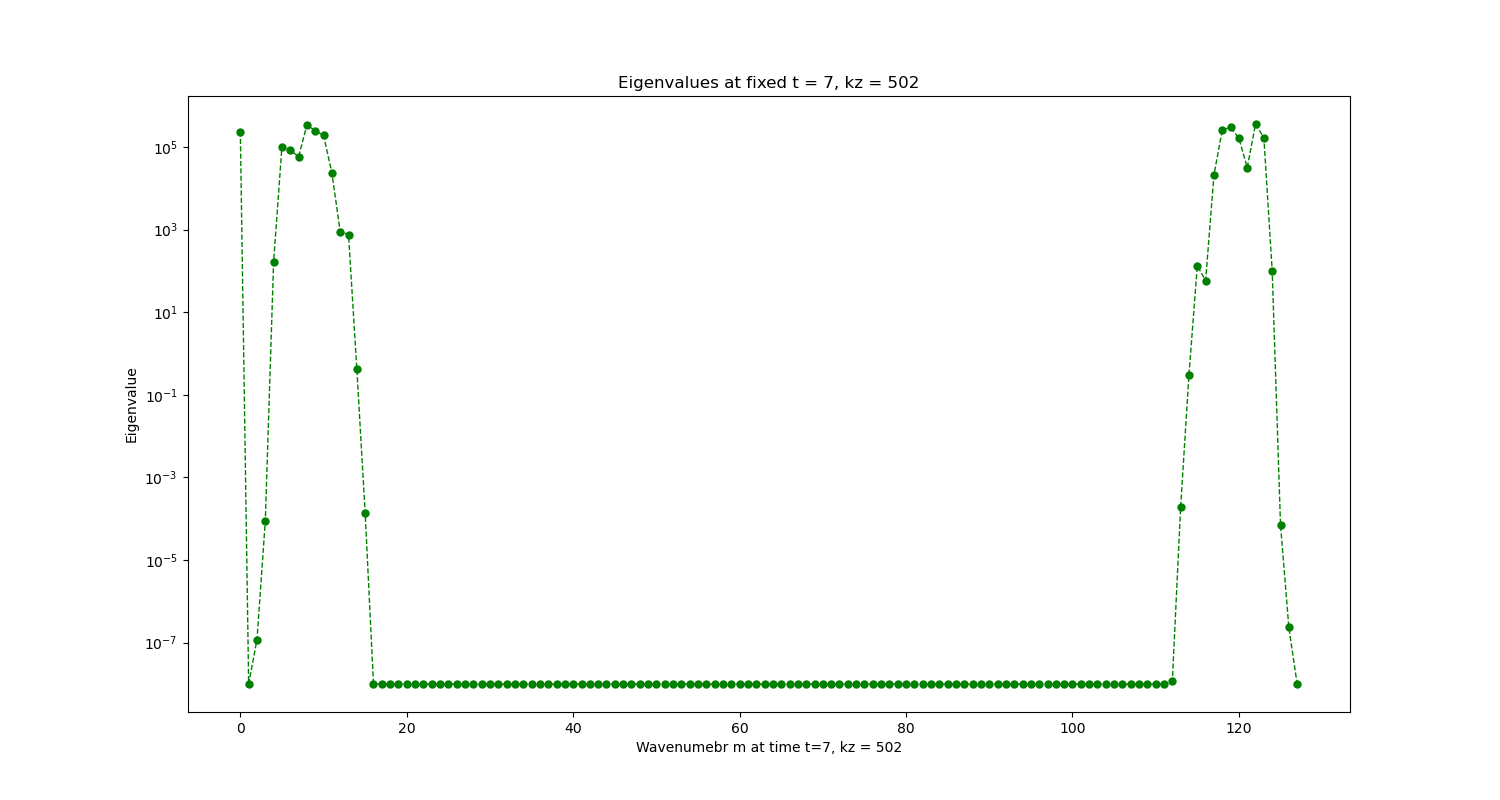 Eigenvalues at fixed t = 7, kz = 502
10^5
10^3
10^1
10^-1
10^-3
10^-5
10^-7
Eigenvalue
0 20 40 60 80 100 120
Wavenumebr m at time t=7, kz = 502